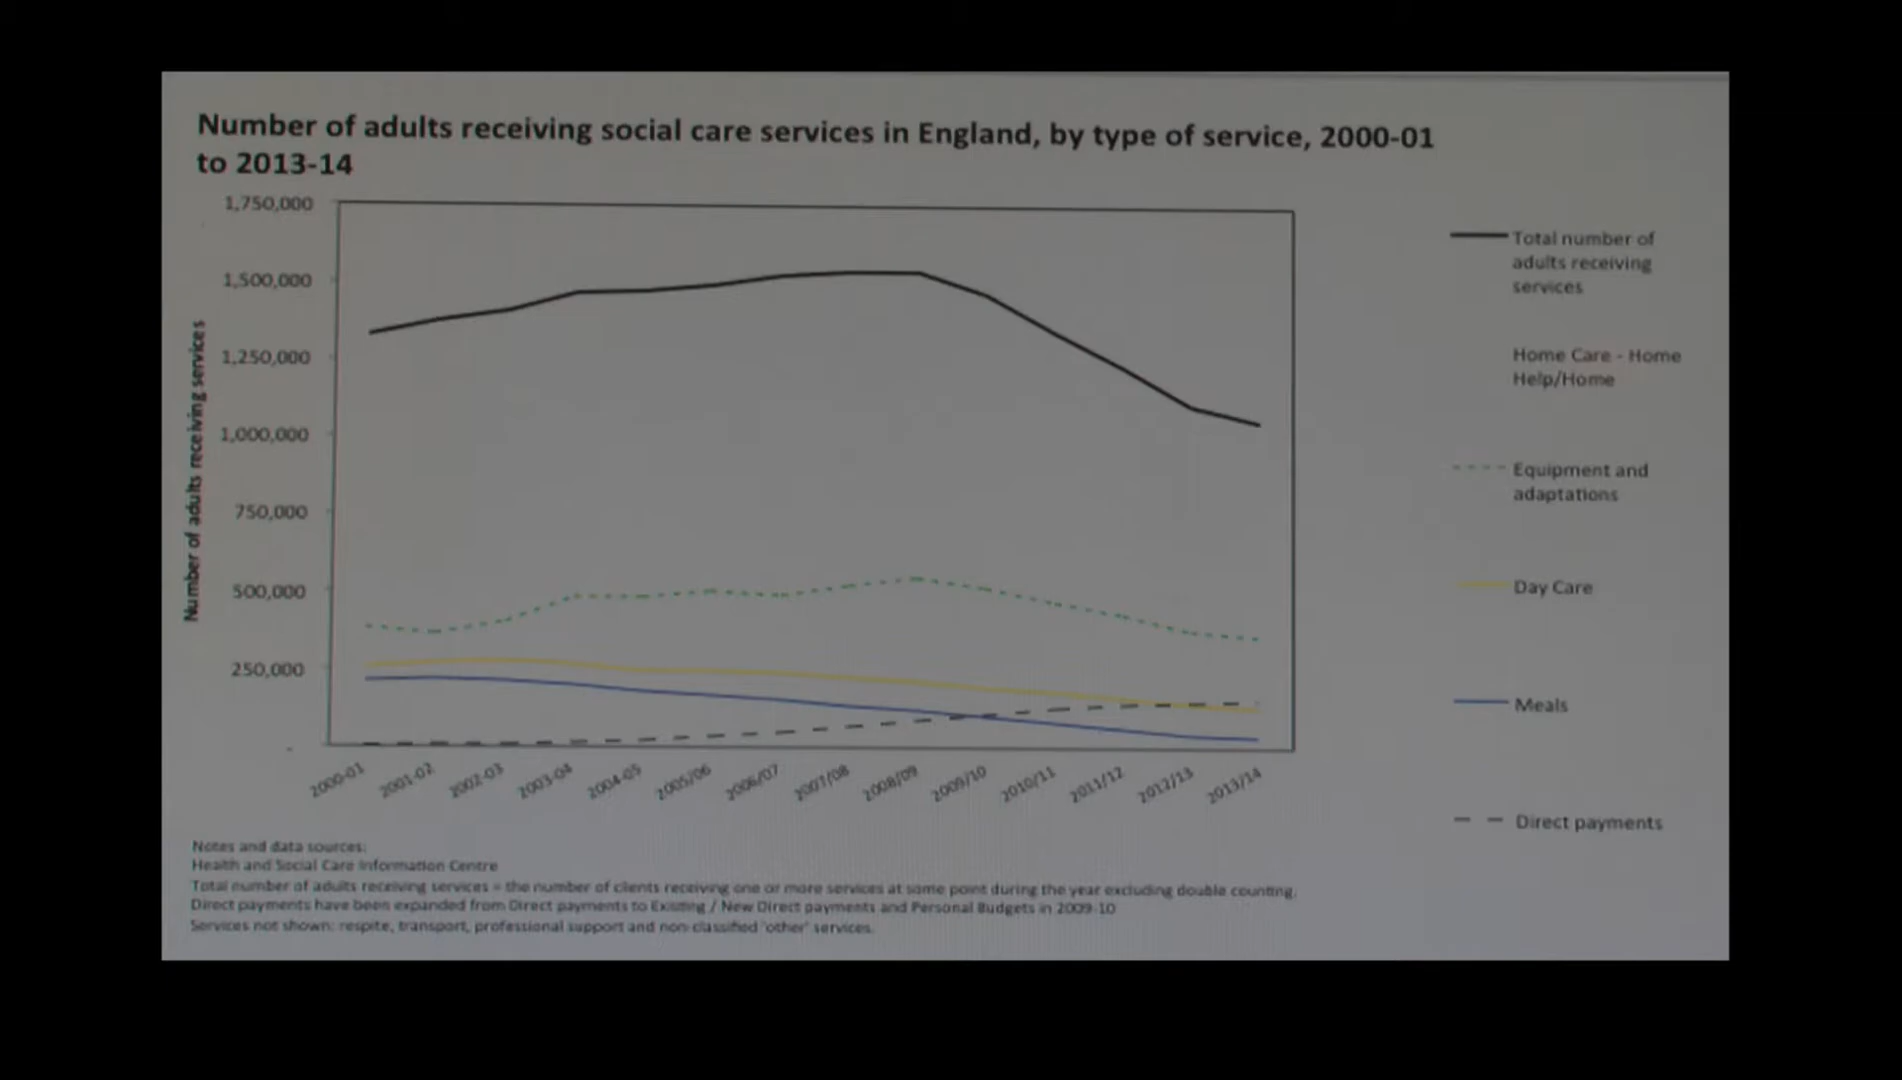 Number of adults receiving social care services in England, by type of service, 2000-01
to 2013-14
1,750,000
1,500,000
1,250,000
1,000,000
750,000
500,000
250,000
-
Number of adults receiving services
2000-01
2001-02
2002-03
2003-04
2004-05
2005/06
2006/07
2007/08
2008/09
2009/10
2010/11
2011/12
2012/13
2013/14
Total number of
adults receiving
services
Home Care - Home
Help/Home
Equipment and
adaptations
Day Care
Meals
Direct payments
Notes and data sources:
Health and Social Care Information Centre
Total number of adults receiving services = the number of clients receiving one or more services at some point during the year excluding double counting.
Direct payments have been expanded from Direct payments to Existing / New Direct payments and Personal Budgets in 2009-10
Services not shown: respite, transport, professional support and non-classified 'other' services.